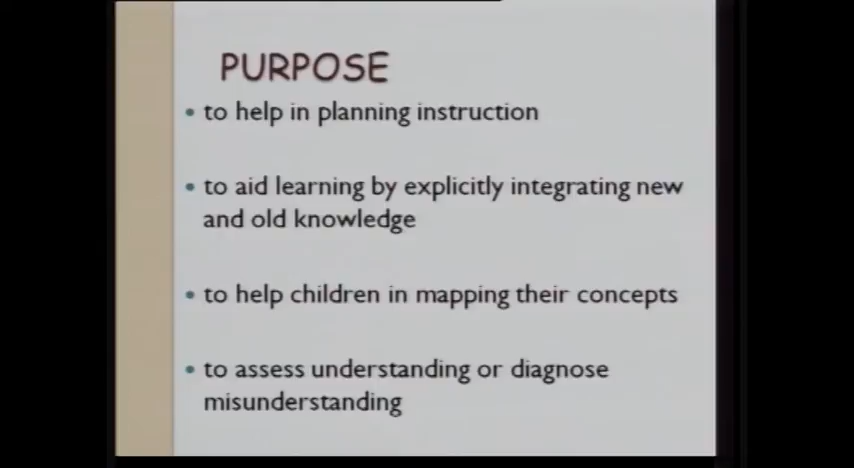 PURPOSE
• to help in planning instruction
• to aid learning by explicitly integrating new
and old knowledge
• to help children in mapping their concepts
• to assess understanding or diagnose
misunderstanding